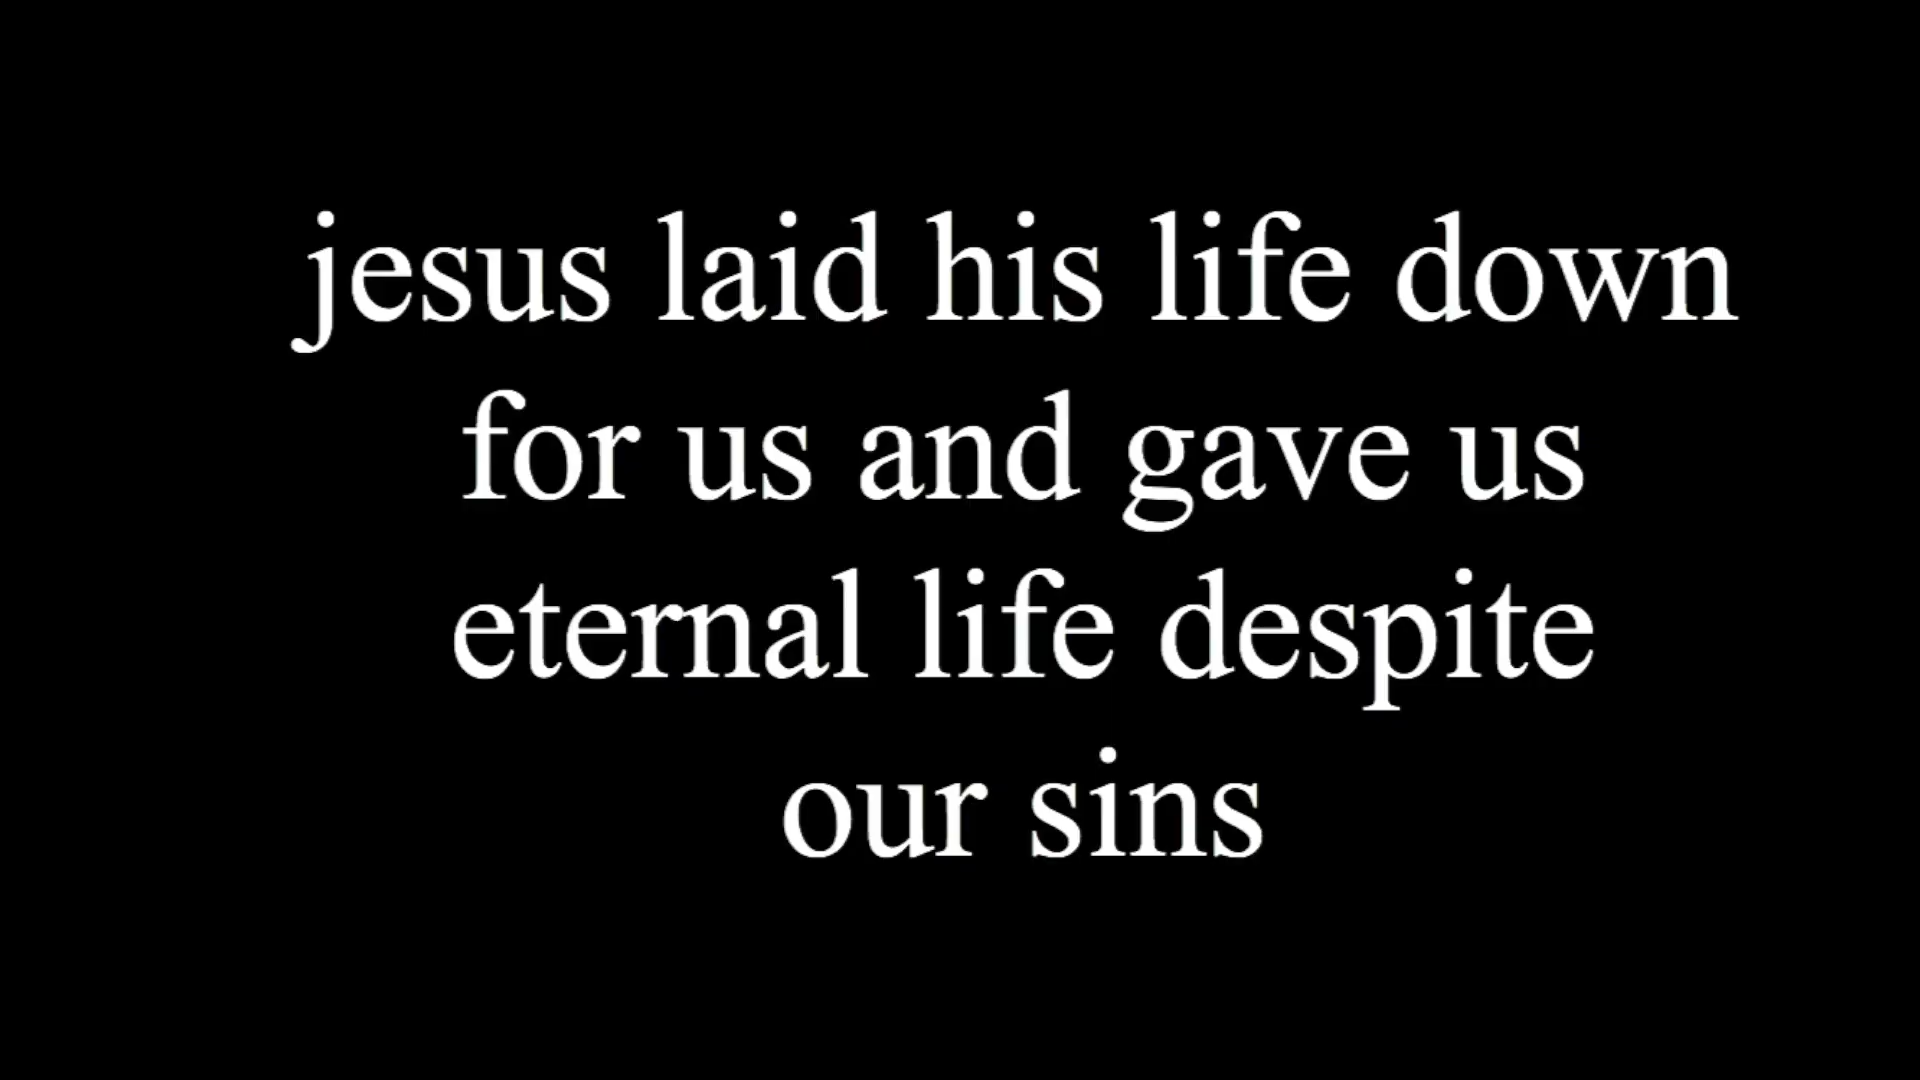 jesus laid his life down
for us and gave us
eternal life despite
our sins